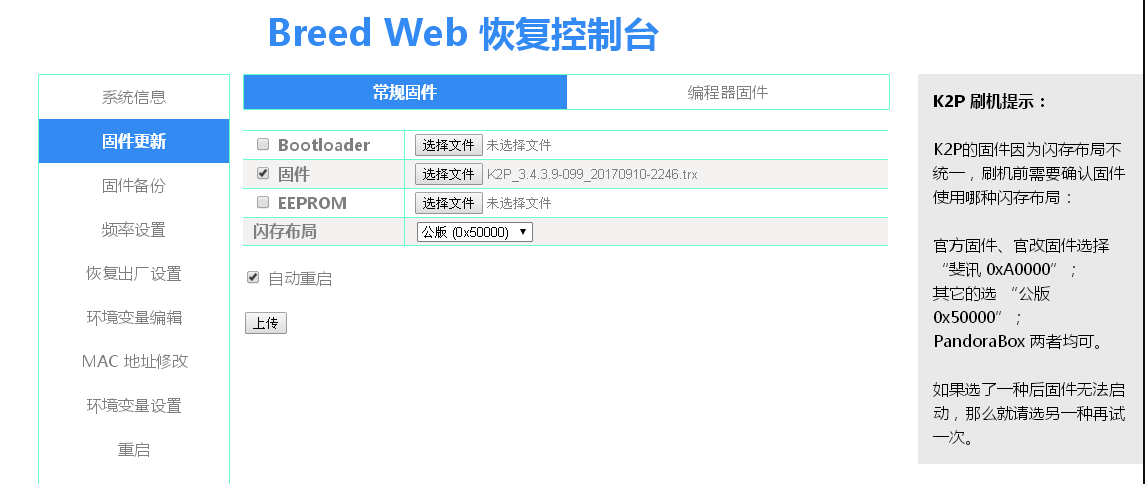 Breed Web 恢复控制台
系统信息
固件更新
固件备份
频率设置
恢复出厂设置
环境变量编辑
MAC 地址修改
环境变量设置
重启
常规固件 编程器固件
Bootloader 选择文件 未选择文件
固件 选择文件 K2P_3.4.3.9-099_20170910-2246.trx
EEPROM 选择文件 未选择文件
闪存布局 公版 (0x50000)
自动重启
上传
K2P 刷机提示：
K2P的固件因为闪存布局不
统一，刷机前需要确认固件
使用哪种闪存布局：
官方固件、官改固件选择
“斐讯 0xA0000”；
其它的选 “公版
0x50000”；
PandoraBox 两者均可。
如果选了一种后固件无法启
动，那么就请选另一种再试
一次。